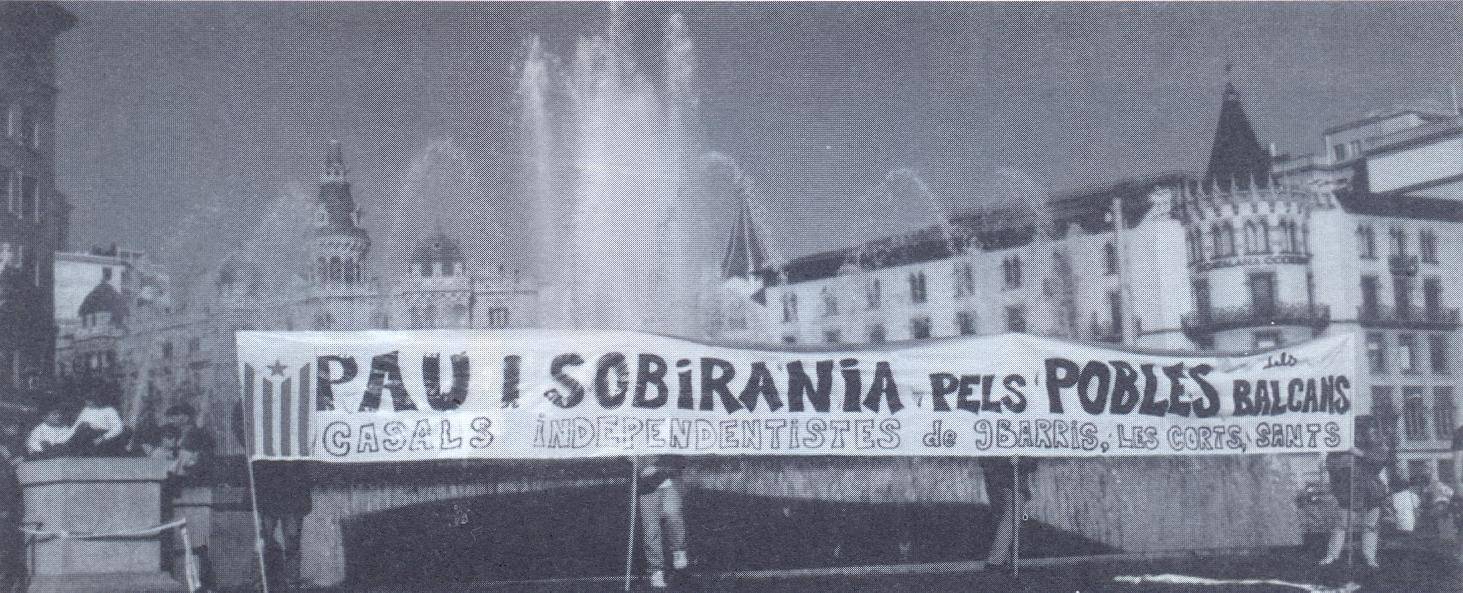 PAU I SOBIRANIA PELS POBLES dels BALCANS
CASALS INDEPENDENTISTES de 9BARRIS, LES CORTS, SANTS